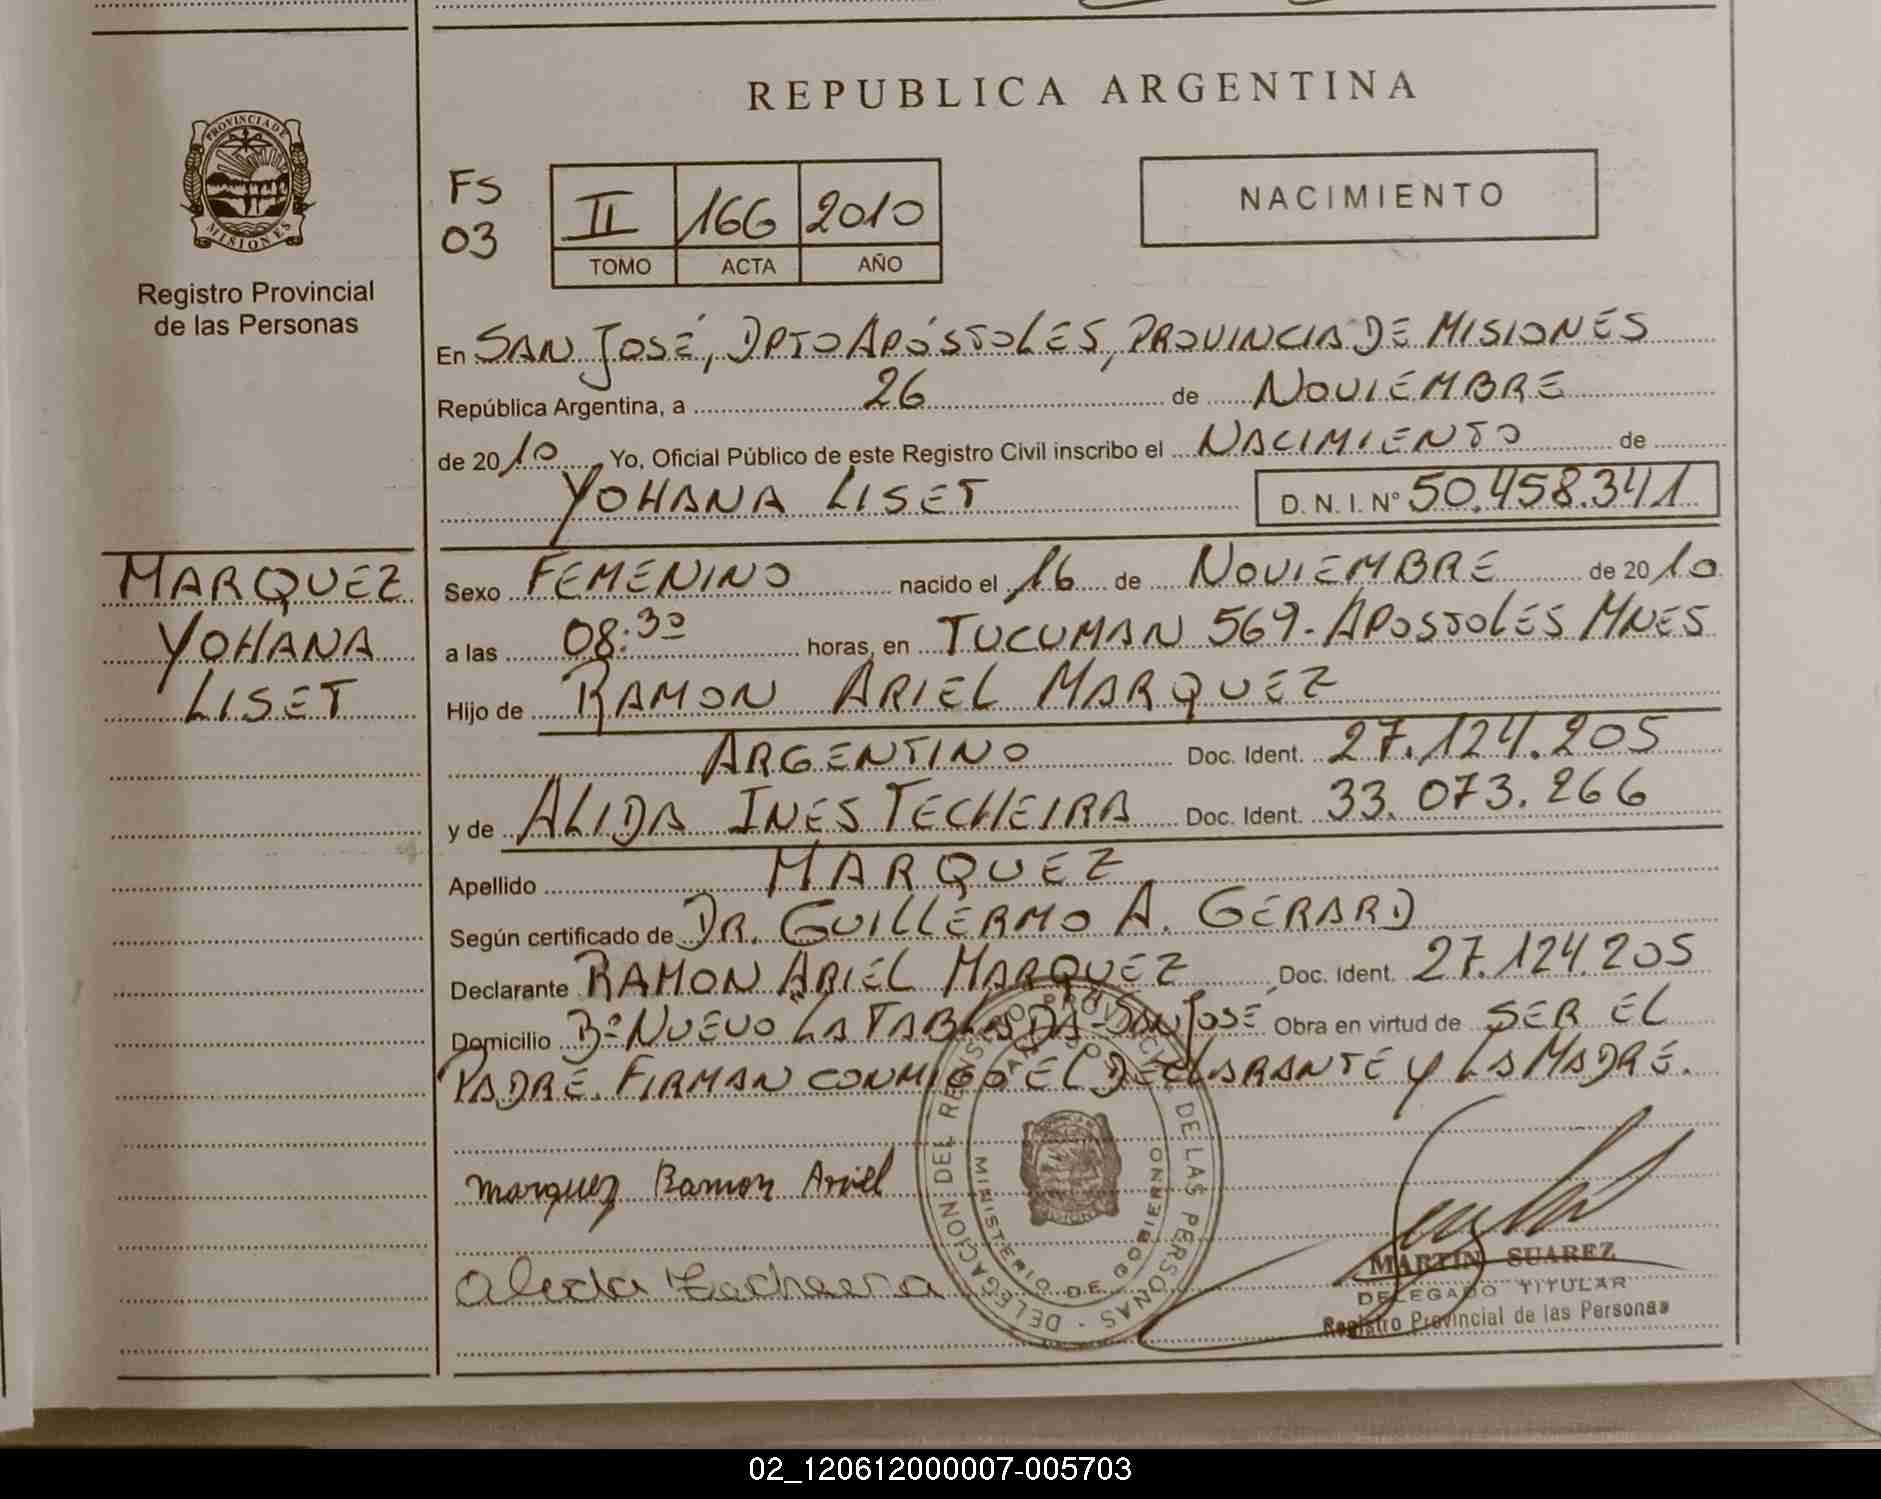 REPUBLICA ARGENTINA
PROVINCIA DE
MISIONES
Registro Provincial
de las Personas
FS
03
II 166 2010
TOMO ACTA AÑO
NACIMIENTO
En SAN JOSÉ, DPTO APÓSTOLES, PROVINCIA DE MISIONES
República Argentina, a 26 de NOVIEMBRE
de 2010 Yo, Oficial Público de este Registro Civil inscribo el NACIMIENTO de
YOHANA LISET D. N. I. Nº 50.458.341
MARQUEZ
YOHANA
LISET
Sexo FEMENINO nacido el 16 de NOVIEMBRE de 2010
a las 08:30 horas, en TUCUMAN 569 - APOSTOLES MNES
Hijo de RAMON ARIEL MARQUEZ
ARGENTINO Doc. Ident. 27.124.205
y de ALIDA INES TECHEIRA Doc. Ident. 33.073.266
Apellido MARQUEZ
Según certificado de DR. GUILLERMO A. GERARD
Declarante RAMON ARIEL MARQUEZ Doc. Ident. 27.124.205
Domicilio Bº NUEVO LA TABLADA - SAN JOSÉ Obra en virtud de SER EL
PADRE. FIRMAN CONMIGO EL DECLARANTE Y LA MADRE.
marquez Ramon Ariel
Alida Techeira
DELEGACION DEL REGISTRO PROVINCIAL DE LAS PERSONAS -
MINISTERIO DE GOBIERNO
MARTIN SUAREZ
DELEGADO TITULAR
Registro Provincial de las Personas
02_120612000007-005703